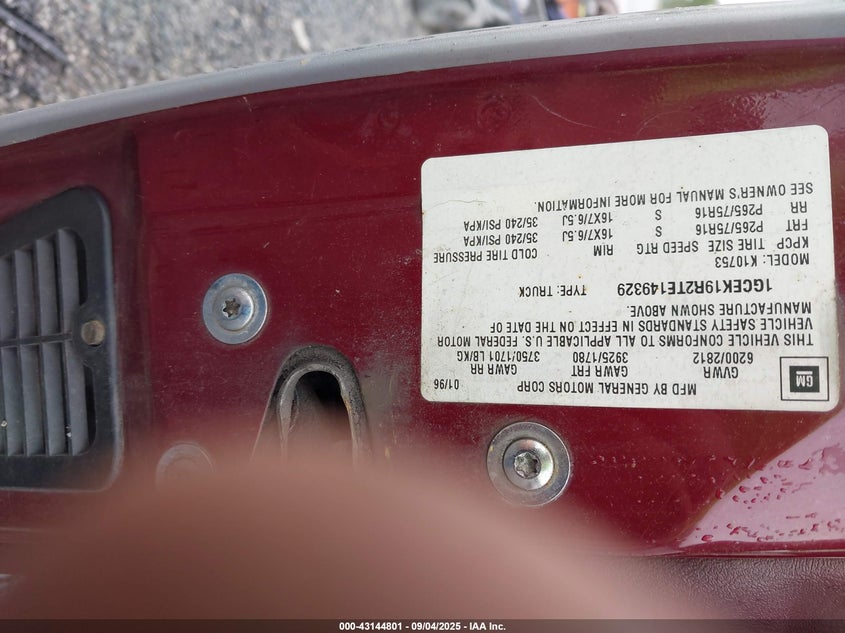 GM
MFD BY GENERAL MOTORS CORP 01/96
GVWR GAWR FRT GAWR RR
6200/2812 3925/1780 3750/1701 LB/KG
THIS VEHICLE CONFORMS TO ALL APPLICABLE U.S. FEDERAL MOTOR
VEHICLE SAFETY STANDARDS IN EFFECT ON THE DATE OF
MANUFACTURE SHOWN ABOVE.
1GCEK19R2TE149329 TYPE: TRUCK
MODEL: K10753
KPCP TIRE SIZE SPEED RTG RIM COLD TIRE PRESSURE
FRT P265/75R16 S 16X7/6.5J 35/240 PSI/KPA
RR P265/75R16 S 16X7/6.5J 35/240 PSI/KPA
SEE OWNER'S MANUAL FOR MORE INFORMATION.
000-43144801 - 09/04/2025 - IAA Inc.